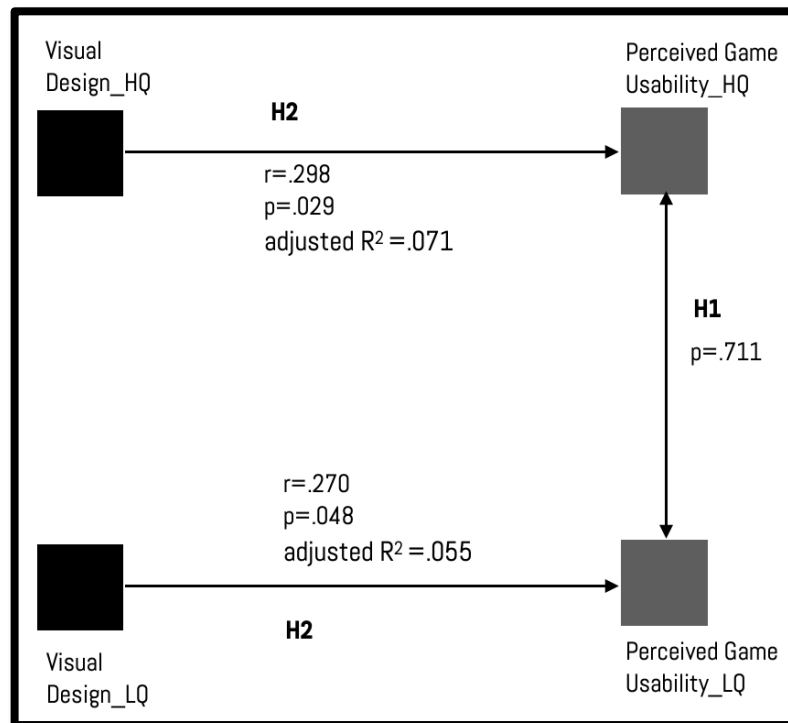 Visual
Design_HQ
Perceived Game
Usability_HQ
H2
r=.298
p=.029
adjusted R² =.071
H1
p=.711
r=.270
p=.048
adjusted R² =.055
H2
Visual
Design_LQ
Perceived Game
Usability_LQ